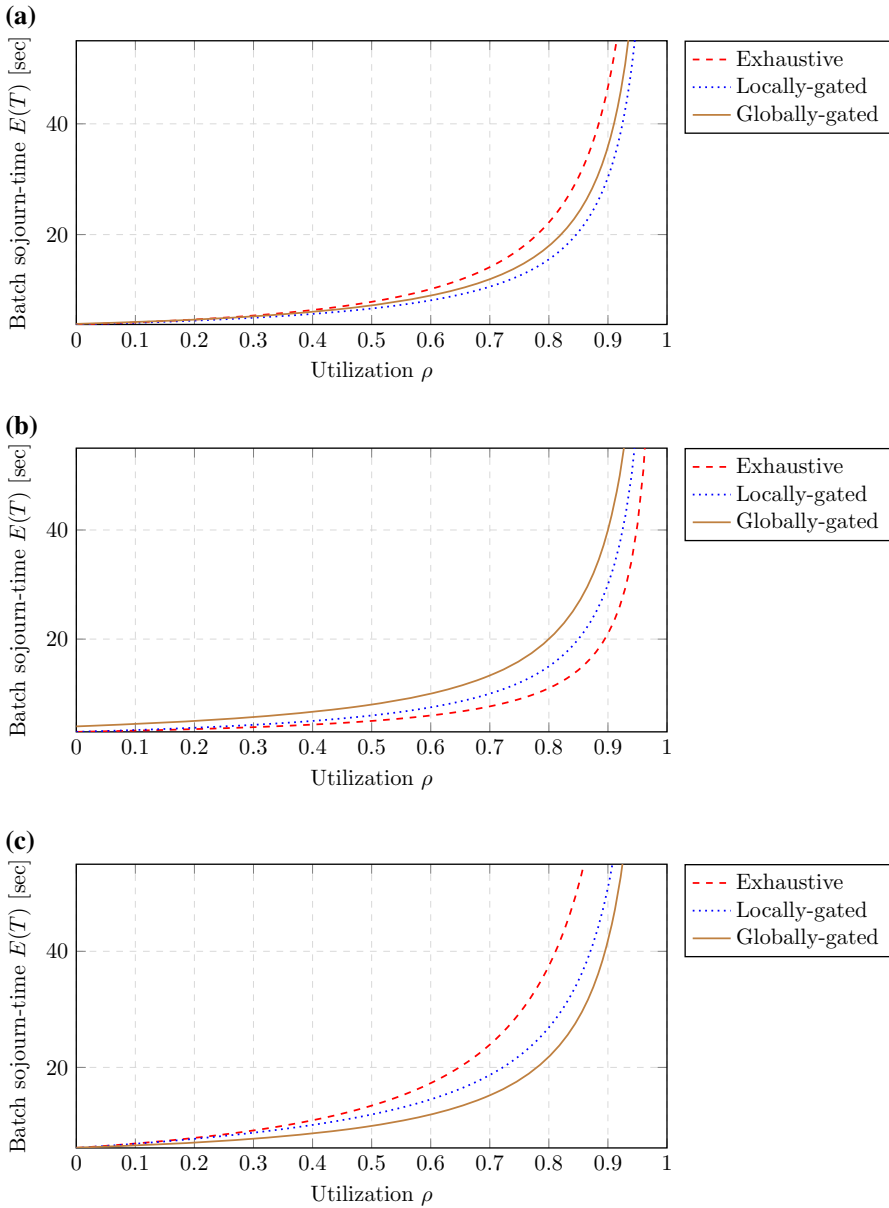 (a)
Batch sojourn-time E(T) [sec]
40
20
0 0.1 0.2 0.3 0.4 0.5 0.6 0.7 0.8 0.9 1
Utilization ρ
Exhaustive
Locally-gated
Globally-gated
(b)
Batch sojourn-time E(T) [sec]
40
20
0 0.1 0.2 0.3 0.4 0.5 0.6 0.7 0.8 0.9 1
Utilization ρ
Exhaustive
Locally-gated
Globally-gated
(c)
Batch sojourn-time E(T) [sec]
40
20
0 0.1 0.2 0.3 0.4 0.5 0.6 0.7 0.8 0.9 1
Utilization ρ
Exhaustive
Locally-gated
Globally-gated